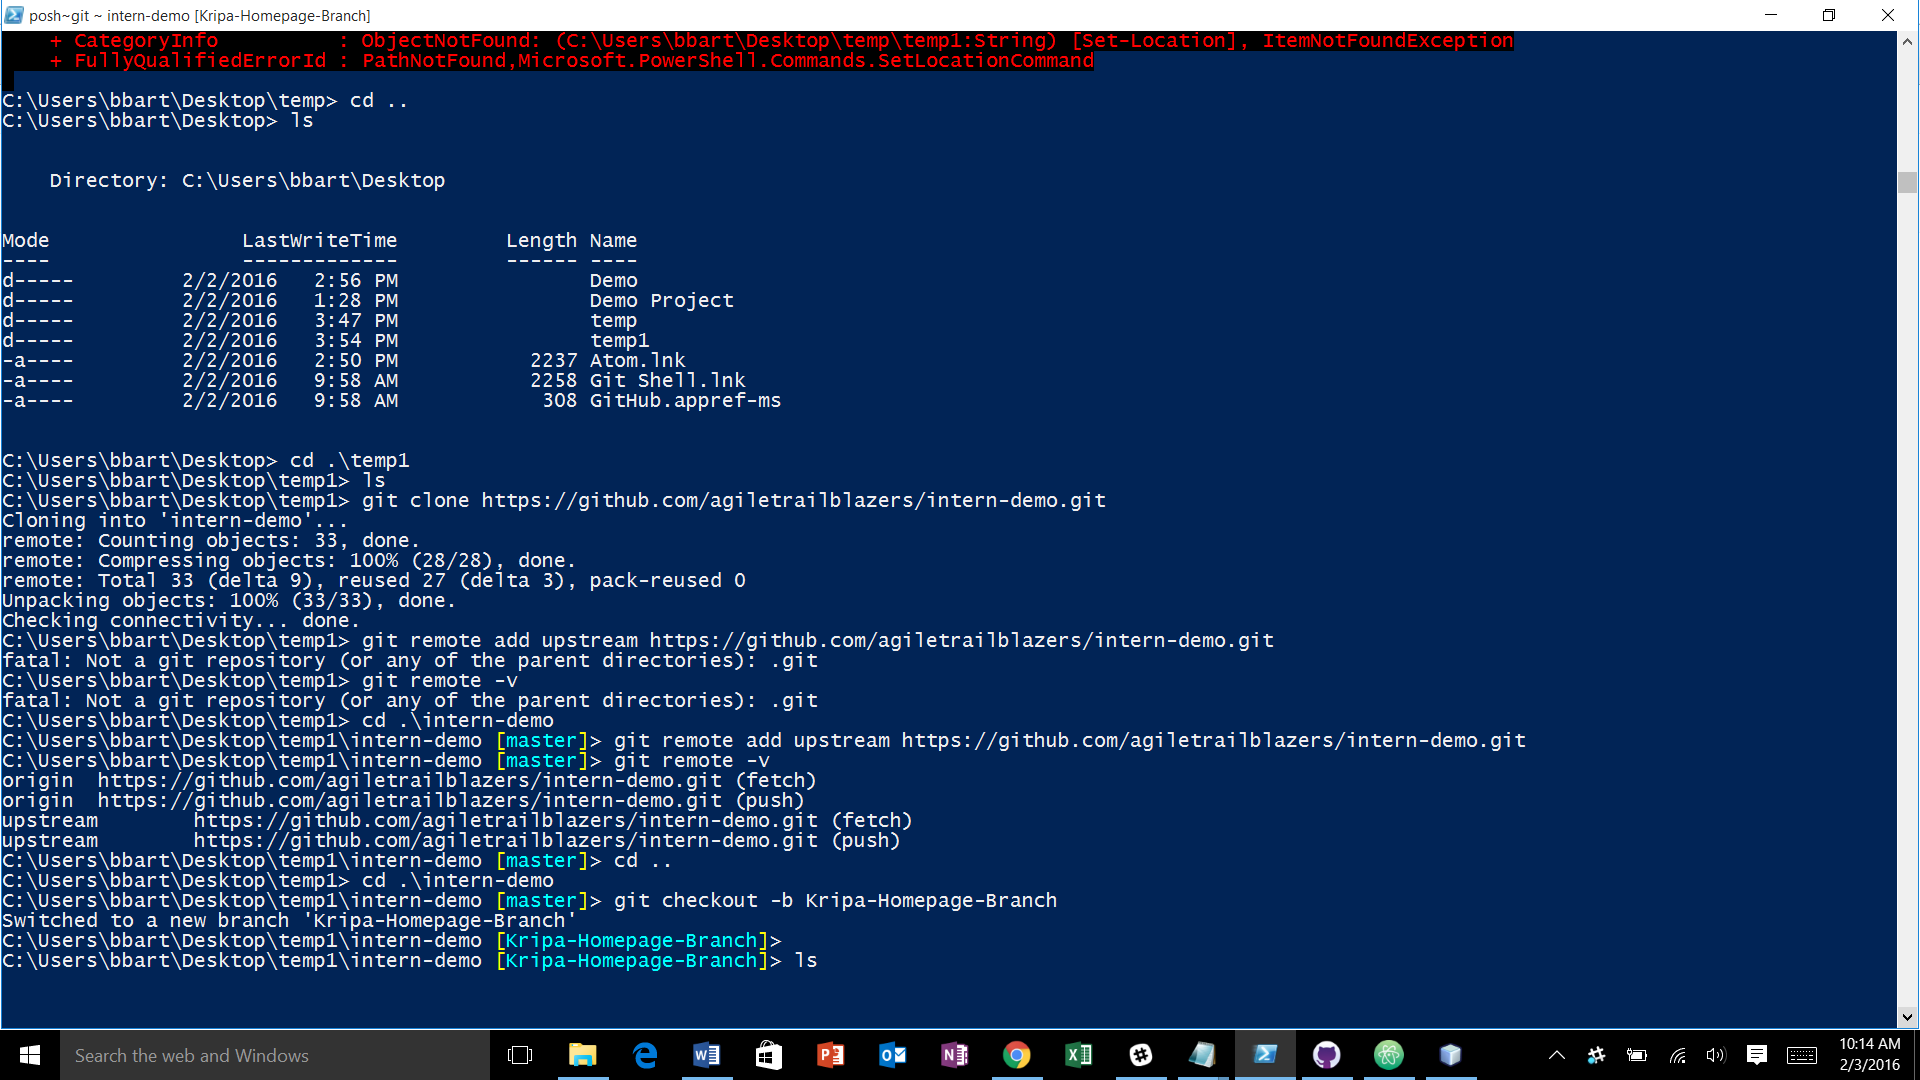 posh~git ~ intern-demo [Kripa-Homepage-Branch]
    + CategoryInfo          : ObjectNotFound: (C:\Users\bbart\Desktop\temp\temp1:String) [Set-Location], ItemNotFoundException
    + FullyQualifiedErrorId : PathNotFound,Microsoft.PowerShell.Commands.SetLocationCommand
C:\Users\bbart\Desktop\temp> cd ..
C:\Users\bbart\Desktop> ls
    Directory: C:\Users\bbart\Desktop
Mode                LastWriteTime         Length Name
----                -------------         ------ ----
d-----         2/2/2016   2:56 PM                Demo
d-----         2/2/2016   1:28 PM                Demo Project
d-----         2/2/2016   3:47 PM                temp
d-----         2/2/2016   3:54 PM                temp1
-a----         2/2/2016   2:50 PM           2237 Atom.lnk
-a----         2/2/2016   9:58 AM           2258 Git Shell.lnk
-a----         2/2/2016   9:58 AM            308 GitHub.appref-ms
C:\Users\bbart\Desktop> cd .\temp1
C:\Users\bbart\Desktop\temp1> ls
C:\Users\bbart\Desktop\temp1> git clone https://github.com/agiletrailblazers/intern-demo.git
Cloning into 'intern-demo'...
remote: Counting objects: 33, done.
remote: Compressing objects: 100% (28/28), done.
remote: Total 33 (delta 9), reused 27 (delta 3), pack-reused 0
Unpacking objects: 100% (33/33), done.
Checking connectivity... done.
C:\Users\bbart\Desktop\temp1> git remote add upstream https://github.com/agiletrailblazers/intern-demo.git
fatal: Not a git repository (or any of the parent directories): .git
C:\Users\bbart\Desktop\temp1> git remote -v
fatal: Not a git repository (or any of the parent directories): .git
C:\Users\bbart\Desktop\temp1> cd .\intern-demo
C:\Users\bbart\Desktop\temp1\intern-demo [master]> git remote add upstream https://github.com/agiletrailblazers/intern-demo.git
C:\Users\bbart\Desktop\temp1\intern-demo [master]> git remote -v
origin  https://github.com/agiletrailblazers/intern-demo.git (fetch)
origin  https://github.com/agiletrailblazers/intern-demo.git (push)
upstream        https://github.com/agiletrailblazers/intern-demo.git (fetch)
upstream        https://github.com/agiletrailblazers/intern-demo.git (push)
C:\Users\bbart\Desktop\temp1\intern-demo [master]> cd ..
C:\Users\bbart\Desktop\temp1> cd .\intern-demo
C:\Users\bbart\Desktop\temp1\intern-demo [master]> git checkout -b Kripa-Homepage-Branch
Switched to a new branch 'Kripa-Homepage-Branch'
C:\Users\bbart\Desktop\temp1\intern-demo [Kripa-Homepage-Branch]>
C:\Users\bbart\Desktop\temp1\intern-demo [Kripa-Homepage-Branch]> ls
Search the web and Windows
10:14 AM
2/3/2016